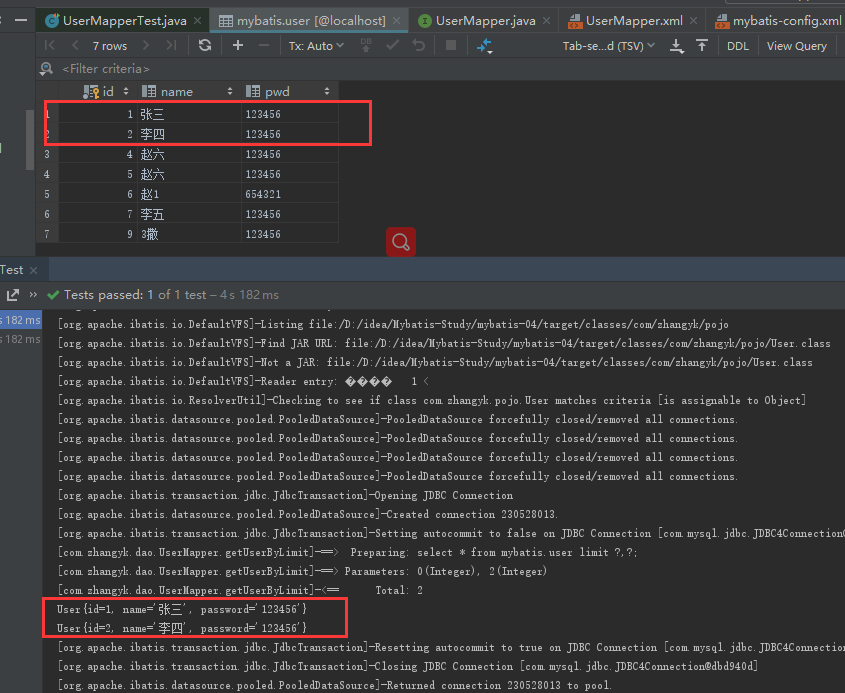 UserMapperTest.java mybatis.user [@localhost] UserMapper.java UserMapper.xml mybatis-config.xml
7 rows Tx: Auto DB Tab-se...d (TSV) DDL View Query
<Filter criteria>
id name pwd
1 1 张三 123456
2 2 李四 123456
3 4 赵六 123456
4 5 赵六 123456
5 6 赵1 654321
6 7 李五 123456
7 9 3撒 123456
Test
» Tests passed: 1 of 1 test – 4 s 182 ms
s 182 ms
s 182 ms
[org.apache.ibatis.io.DefaultVFS]-Listing file:/D:/idea/Mybatis-Study/mybatis-04/target/classes/com/zhangyk/pojo
[org.apache.ibatis.io.DefaultVFS]-Find JAR URL: file:/D:/idea/Mybatis-Study/mybatis-04/target/classes/com/zhangyk/pojo/User.class
[org.apache.ibatis.io.DefaultVFS]-Not a JAR: file:/D:/idea/Mybatis-Study/mybatis-04/target/classes/com/zhangyk/pojo/User.class
[org.apache.ibatis.io.DefaultVFS]-Reader entry: ���� 1 <
[org.apache.ibatis.io.ResolverUtil]-Checking to see if class com.zhangyk.pojo.User matches criteria [is assignable to Object]
[org.apache.ibatis.datasource.pooled.PooledDataSource]-PooledDataSource forcefully closed/removed all connections.
[org.apache.ibatis.datasource.pooled.PooledDataSource]-PooledDataSource forcefully closed/removed all connections.
[org.apache.ibatis.datasource.pooled.PooledDataSource]-PooledDataSource forcefully closed/removed all connections.
[org.apache.ibatis.datasource.pooled.PooledDataSource]-PooledDataSource forcefully closed/removed all connections.
[org.apache.ibatis.transaction.jdbc.JdbcTransaction]-Opening JDBC Connection
[org.apache.ibatis.datasource.pooled.PooledDataSource]-Created connection 230528013.
[org.apache.ibatis.transaction.jdbc.JdbcTransaction]-Setting autocommit to false on JDBC Connection [com.mysql.jdbc.JDBC4Connection@
[com.zhangyk.dao.UserMapper.getUserByLimit]-==> Preparing: select * from mybatis.user limit ?,?;
[com.zhangyk.dao.UserMapper.getUserByLimit]-==> Parameters: 0(Integer), 2(Integer)
[com.zhangyk.dao.UserMapper.getUserByLimit]-<== Total: 2
User{id=1, name='张三', password='123456'}
User{id=2, name='李四', password='123456'}
[org.apache.ibatis.transaction.jdbc.JdbcTransaction]-Resetting autocommit to true on JDBC Connection [com.mysql.jdbc.JDBC4Connection
[org.apache.ibatis.transaction.jdbc.JdbcTransaction]-Closing JDBC Connection [com.mysql.jdbc.JDBC4Connection@dbd940d]
[org.apache.ibatis.datasource.pooled.PooledDataSource]-Returned connection 230528013 to pool.